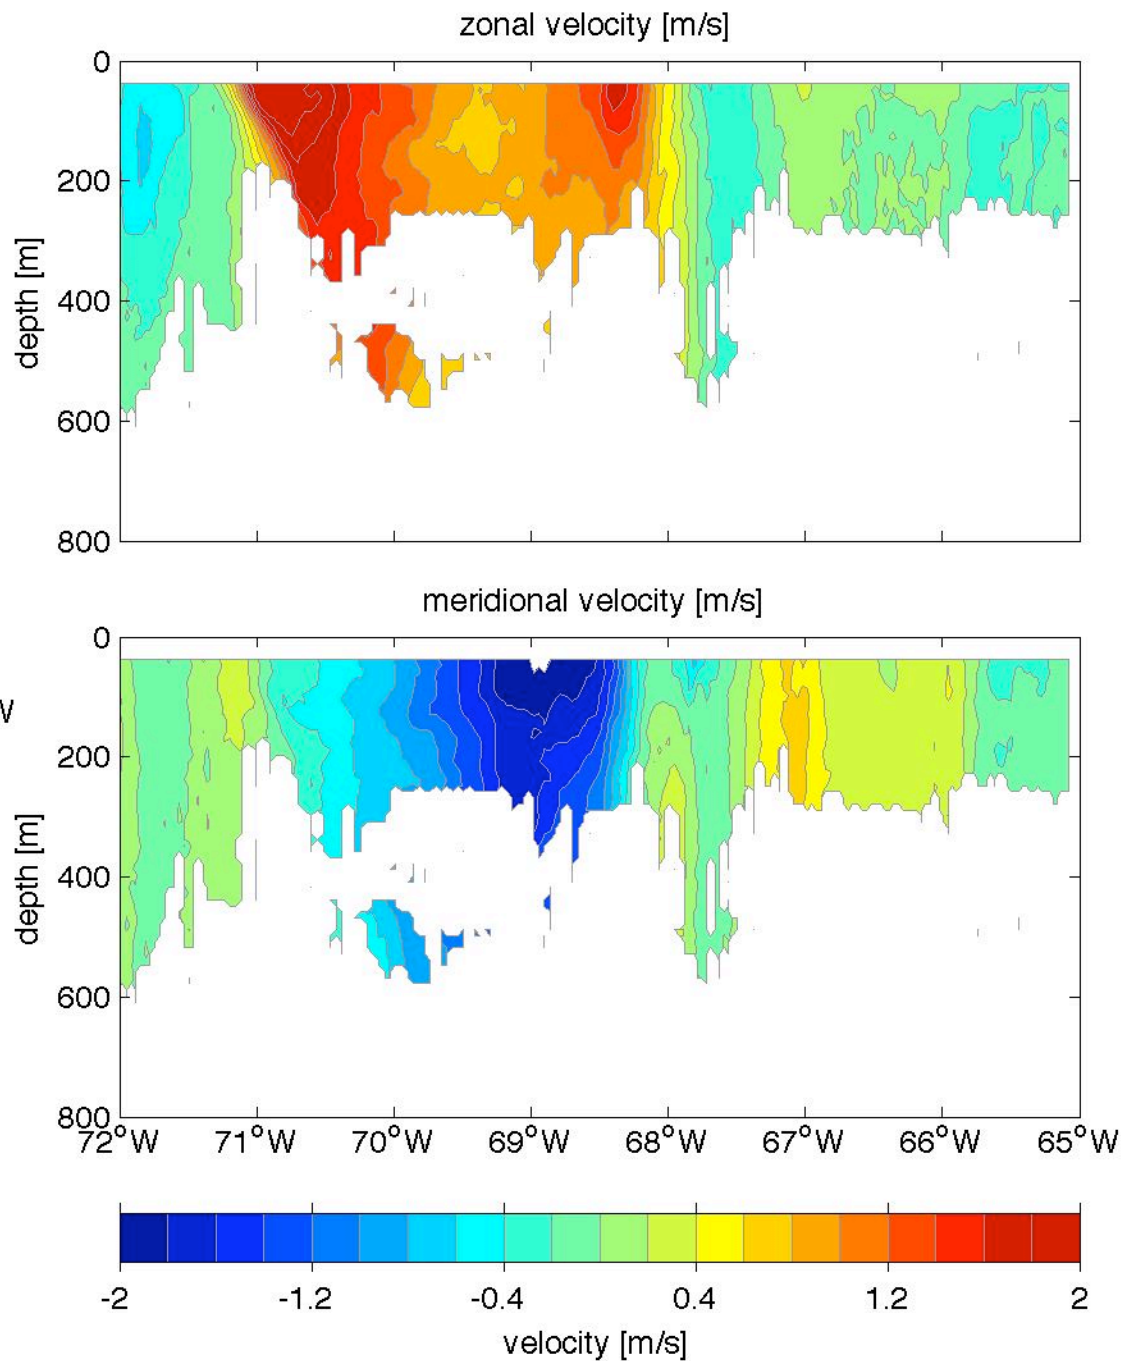 zonal velocity [m/s]
0
200
400
600
800
depth [m]
meridional velocity [m/s]
W
0
200
400
600
800
depth [m]
72°W 71°W 70°W 69°W 68°W 67°W 66°W 65°W
-2 -1.2 -0.4 0.4 1.2 2
velocity [m/s]